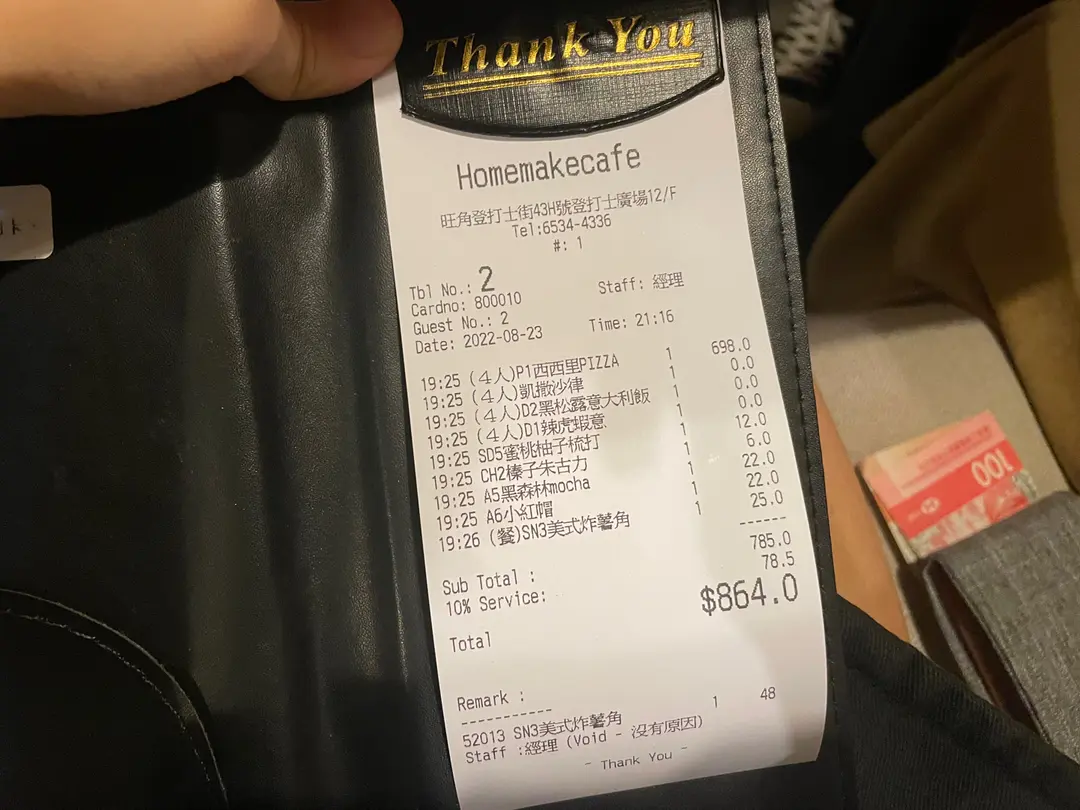 Thank You
Homemakecafe
旺角登打士街43H號登打士廣場12/F
Tel:6534-4336
#: 1
Tbl No.: 2
Cardno: 800010 Staff: 經理
Guest No.: 2
Date: 2022-08-23 Time: 21:16
19:25 (4人)P1西西里PIZZA 1 698.0
19:25 (4人)凱撒沙律 1 0.0
19:25 (4人)D2黑松露意大利飯 1 0.0
19:25 (4人)D1辣虎蝦意 1 0.0
19:25 SD5蜜桃柚子梳打 1 12.0
19:25 CH2榛子朱古力 1 6.0
19:25 A5黑森林mocha 1 22.0
19:25 A6小紅帽 1 22.0
19:26 (餐)SN3美式炸薯角 1 25.0
------
Sub Total : 785.0
10% Service: 78.5
Total $864.0
Remark :
-----------
52013 SN3美式炸薯角 1 48
Staff :經理 (Void - 沒有原因)
- Thank You -
100